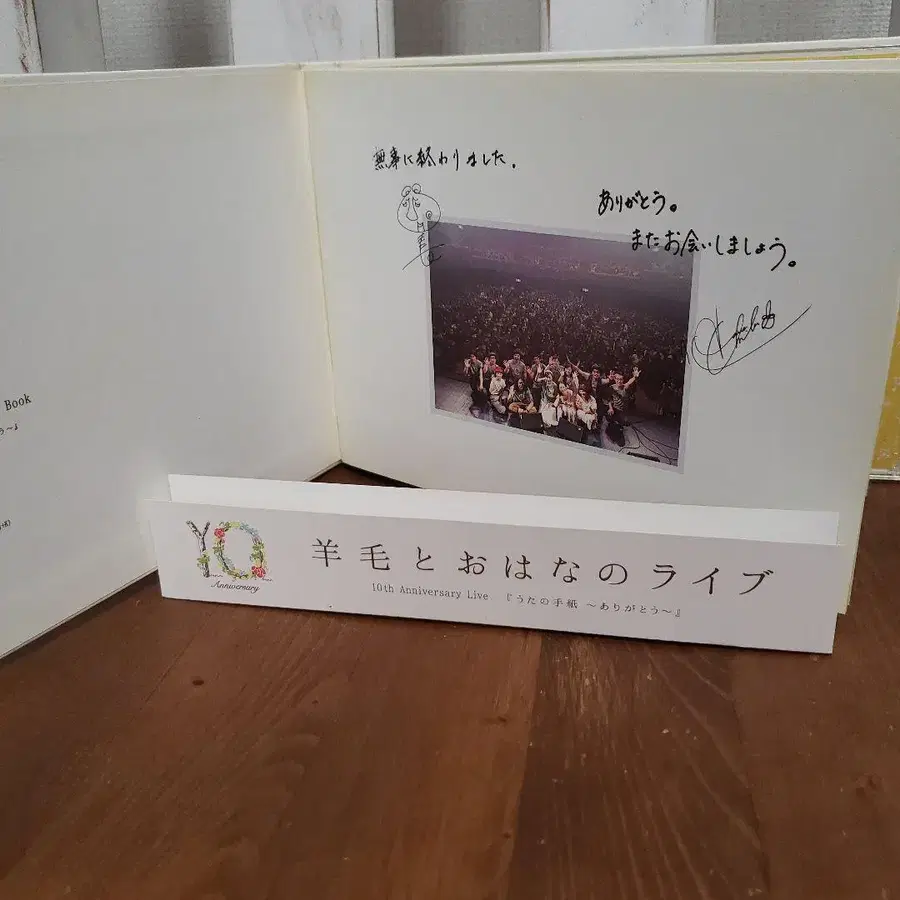 Book
無事に終わりました。
ありがとう。
またお会いしましょう。
YO
Anniversary
羊毛とおはなのライブ
10th Anniversary Live 『うたの手紙 ～ありがとう～』